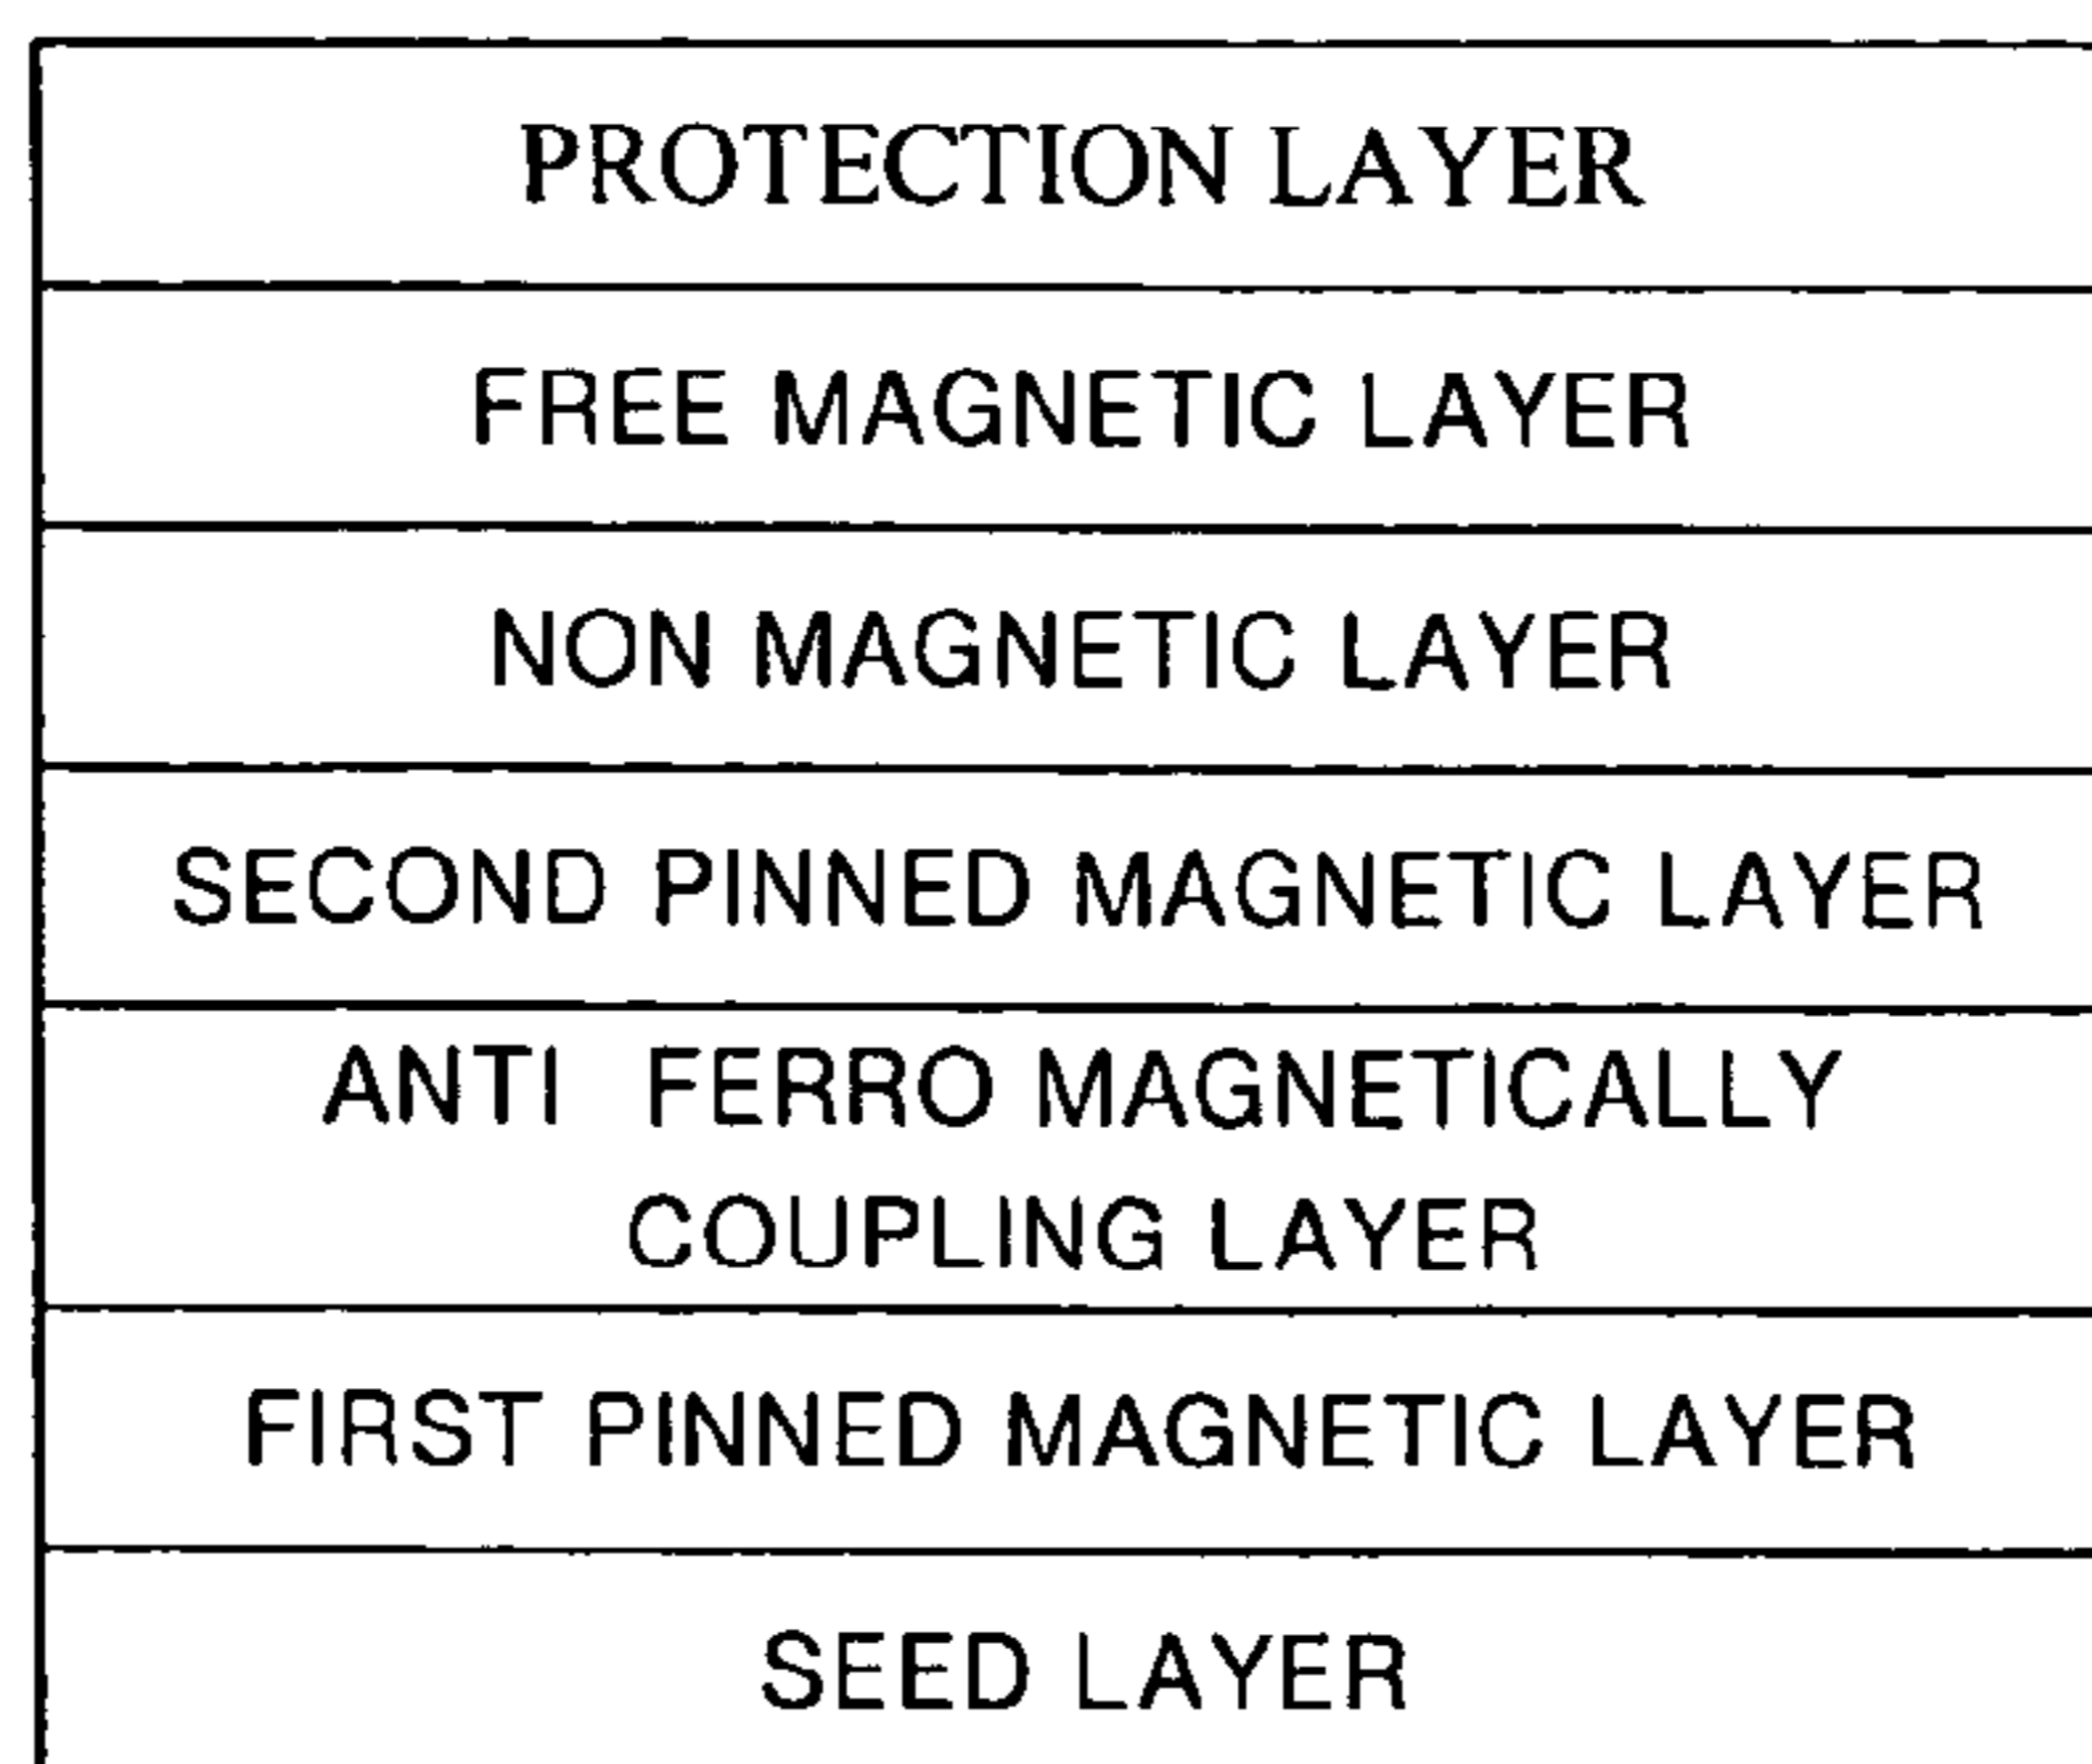 PROTECTION LAYER
FREE MAGNETIC LAYER
NON MAGNETIC LAYER
SECOND PINNED MAGNETIC LAYER
ANTI FERRO MAGNETICALLY
COUPLING LAYER
FIRST PINNED MAGNETIC LAYER
SEED LAYER